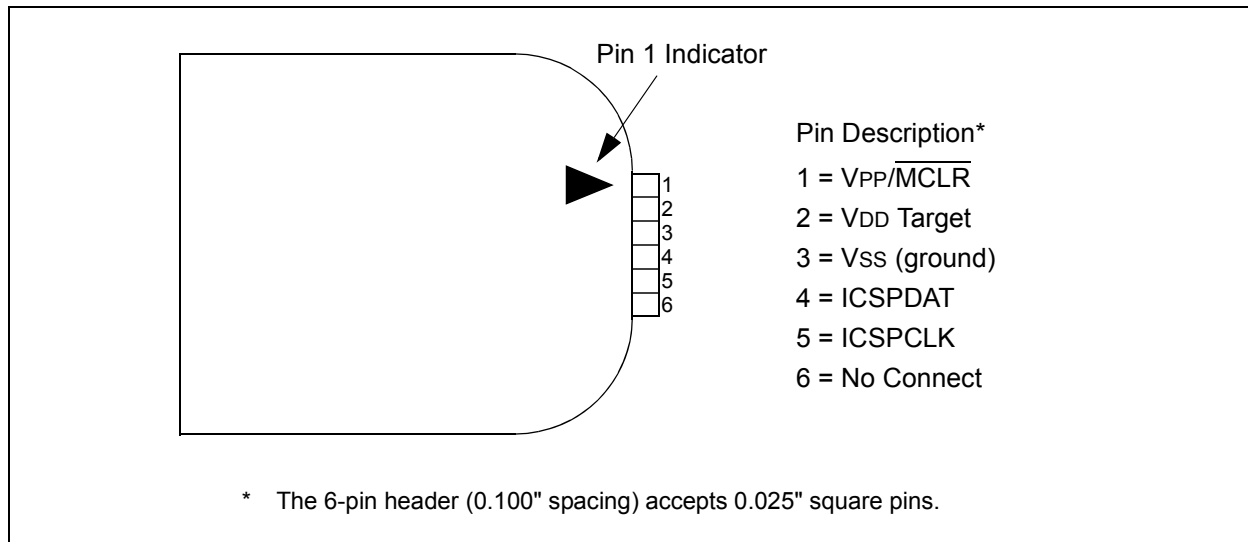 Pin 1 Indicator
1
2
3
4
5
6
Pin Description*
1 = VPP/M̅C̅L̅R̅
2 = VDD Target
3 = VSS (ground)
4 = ICSPDAT
5 = ICSPCLK
6 = No Connect
* The 6-pin header (0.100" spacing) accepts 0.025" square pins.